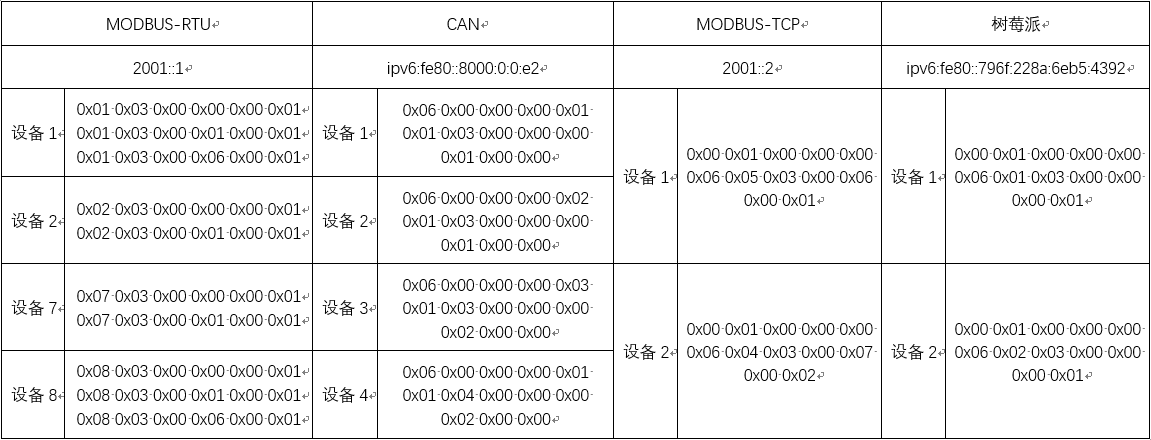 MODBUS-RTU
CAN
MODBUS-TCP
树莓派
2001::1
ipv6:fe80::8000:0:0:e2
2001::2
ipv6:fe80::796f:228a:6eb5:4392
设备 1
0x01 0x03 0x00 0x00 0x00 0x01
0x01 0x03 0x00 0x01 0x00 0x01
0x01 0x03 0x00 0x06 0x00 0x01
设备 1
0x06 0x00 0x00 0x00 0x01
0x01 0x03 0x00 0x00 0x00
0x01 0x00 0x00
设备 1
0x00 0x01 0x00 0x00 0x00
0x06 0x05 0x03 0x00 0x06
0x00 0x01
设备 1
0x00 0x01 0x00 0x00 0x00
0x06 0x01 0x03 0x00 0x00
0x00 0x01
设备 2
0x02 0x03 0x00 0x00 0x00 0x01
0x02 0x03 0x00 0x01 0x00 0x01
设备 2
0x06 0x00 0x00 0x00 0x02
0x01 0x03 0x00 0x00 0x00
0x01 0x00 0x00
设备 7
0x07 0x03 0x00 0x00 0x00 0x01
0x07 0x03 0x00 0x01 0x00 0x01
设备 3
0x06 0x00 0x00 0x00 0x03
0x01 0x03 0x00 0x00 0x00
0x02 0x00 0x00
设备 2
0x00 0x01 0x00 0x00 0x00
0x06 0x04 0x03 0x00 0x07
0x00 0x02
设备 2
0x00 0x01 0x00 0x00 0x00
0x06 0x02 0x03 0x00 0x00
0x00 0x01
设备 8
0x08 0x03 0x00 0x00 0x00 0x01
0x08 0x03 0x00 0x01 0x00 0x01
0x08 0x03 0x00 0x06 0x00 0x01
设备 4
0x06 0x00 0x00 0x00 0x01
0x01 0x04 0x00 0x00 0x00
0x02 0x00 0x00